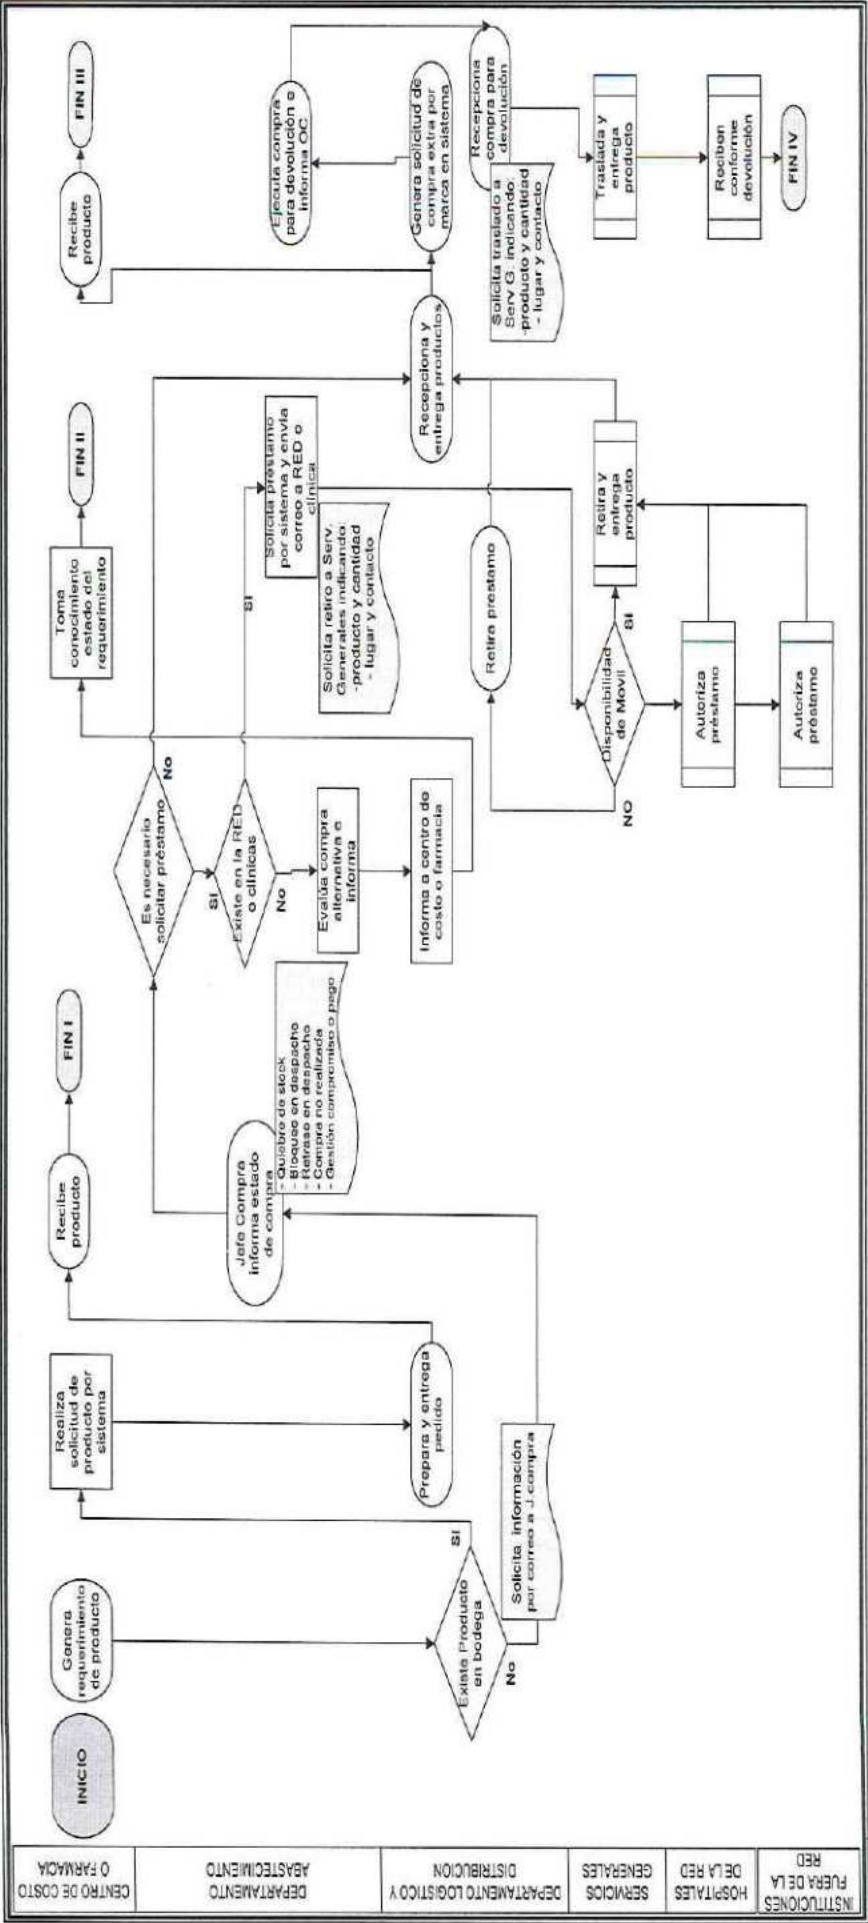 CENTRO DE COSTO
O FARMACIA
DEPARTAMENTO
ABASTECIMIENTO
DEPARTAMENTO LOGISTICO Y
DISTRIBUCION
SERVICIOS
GENERALES
HOSPITALES
DE LA RED
INSTITUCIONES
FUERA DE LA
RED
INICIO
Genera
requerimiento
de producto
Existe Producto
en bodega
SI
No
Realiza
solicitud de
producto por
sistema
Prepara y entrega
pedido
Solicita información
por correo a J.compra
Recibe
producto
FIN I
Jefe Compra
informa estado
de compra
- Quiebre de stock
- Bloqueo en despacho
- Retraso en despacho
- Compra no realizada
- Gestión compromiso o pago
Es necesario
solicitar préstamo
No
SI
Existe en la RED
o clínicas
SI
No
Evalúa compra
alternativa e
informa
Informa a centro de
costo o farmacia
Toma
conocimiento
estado del
requerimiento
FIN II
Solicita préstamo
por sistema y envía
correo a RED o
clínica
Solicita retiro a Serv.
Generales indicando:
-producto y cantidad
- lugar y contacto
Retira prestamo
Disponibilidad
de Movil
NO
SI
Autoriza
préstamo
Autoriza
préstamo
Retira y
entrega
producto
Recepciona y
entrega productos
Recibe
producto
FIN III
Genera solicitud de
compra extra por
marca en sistema
Ejecuta compra
para devolución e
informa OC
Recepciona
compra para
devolución
Solicita traslado a
Serv G. indicando:
-producto y cantidad
- lugar y contacto
Traslada y
entrega
producto
Reciben
conforme
devolución
FIN IV